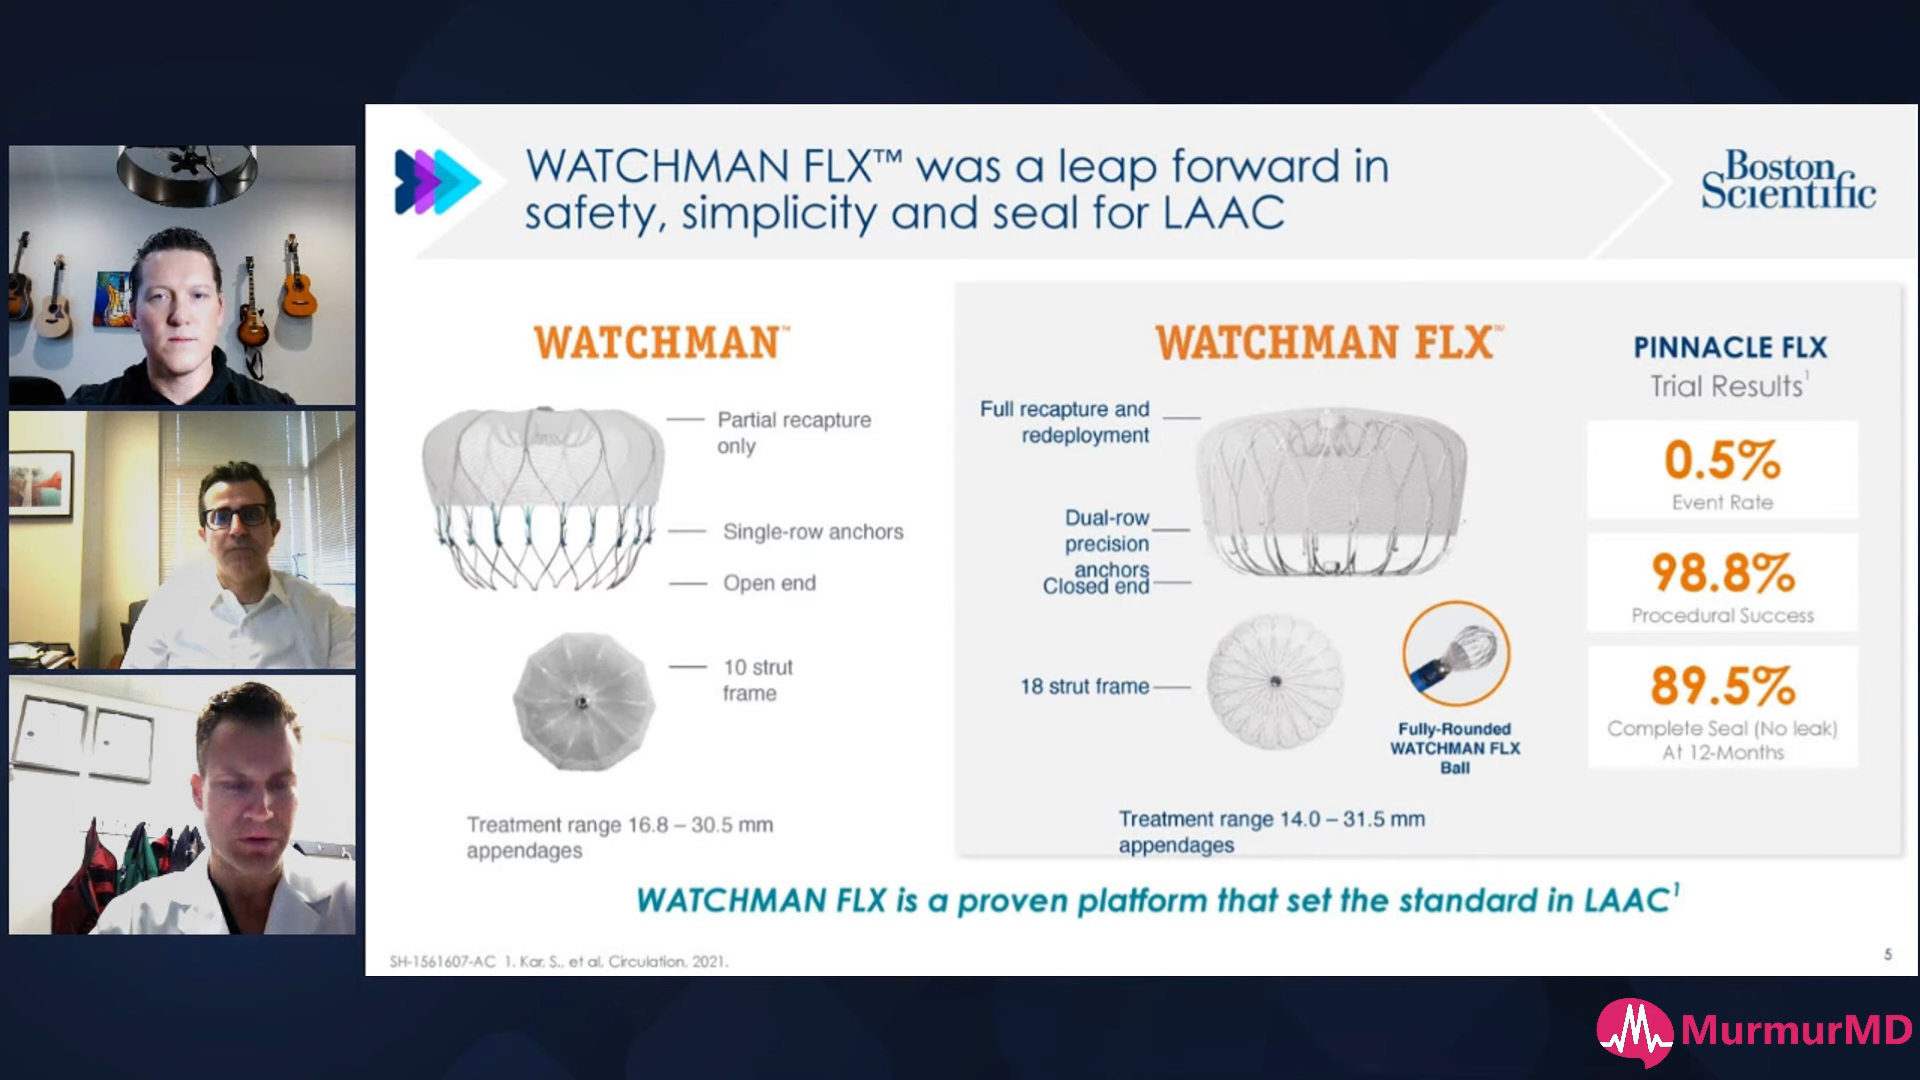 WATCHMAN FLX™ was a leap forward in
safety, simplicity and seal for LAAC
Boston
Scientific
WATCHMAN™
Partial recapture
only
Single-row anchors
Open end
10 strut
frame
Treatment range 16.8 – 30.5 mm
appendages
WATCHMAN FLX™
Full recapture and
redeployment
Dual-row
precision
anchors
Closed end
18 strut frame
Fully-Rounded
WATCHMAN FLX
Ball
Treatment range 14.0 – 31.5 mm
appendages
PINNACLE FLX
Trial Results1
0.5%
Event Rate
98.8%
Procedural Success
89.5%
Complete Seal (No leak)
At 12-Months
WATCHMAN FLX is a proven platform that set the standard in LAAC1
SH-1561607-AC 1. Kar, S., et al, Circulation, 2021.
5
MurmurMD